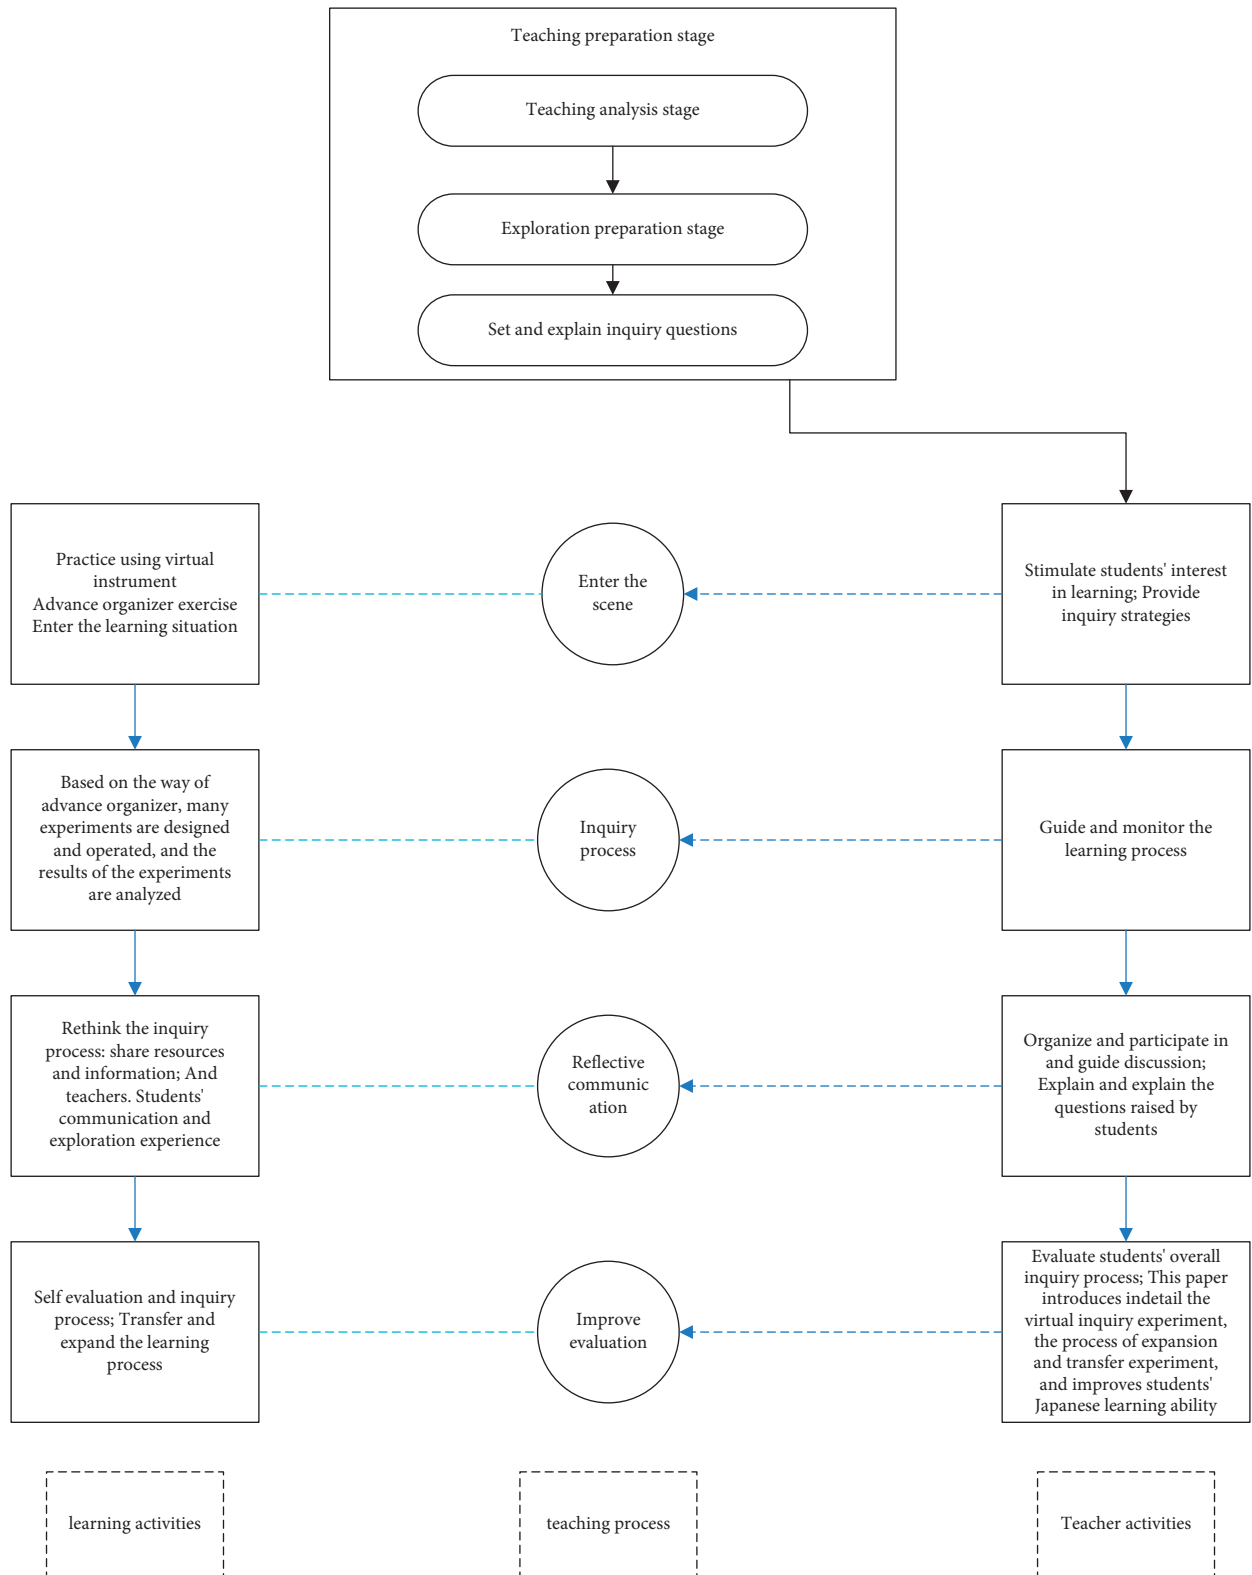 Teaching preparation stage
Teaching analysis stage
Exploration preparation stage
Set and explain inquiry questions
Practice using virtual
instrument
Advance organizer exercise
Enter the learning situation
Enter the
scene
Stimulate students' interest
in learning; Provide
inquiry strategies
Based on the way of
advance organizer, many
experiments are designed
and operated, and the
results of the experiments
are analyzed
Inquiry
process
Guide and monitor the
learning process
Rethink the inquiry
process: share resources
and information; And
teachers. Students'
communication and
exploration experience
Reflective
communic
ation
Organize and participate in
and guide discussion;
Explain and explain the
questions raised by
students
Self evaluation and inquiry
process; Transfer and
expand the learning
process
Improve
evaluation
Evaluate students' overall
inquiry process; This paper
introduces indetail the
virtual inquiry experiment,
the process of expansion
and transfer experiment,
and improves students'
Japanese learning ability
learning activities
teaching process
Teacher activities